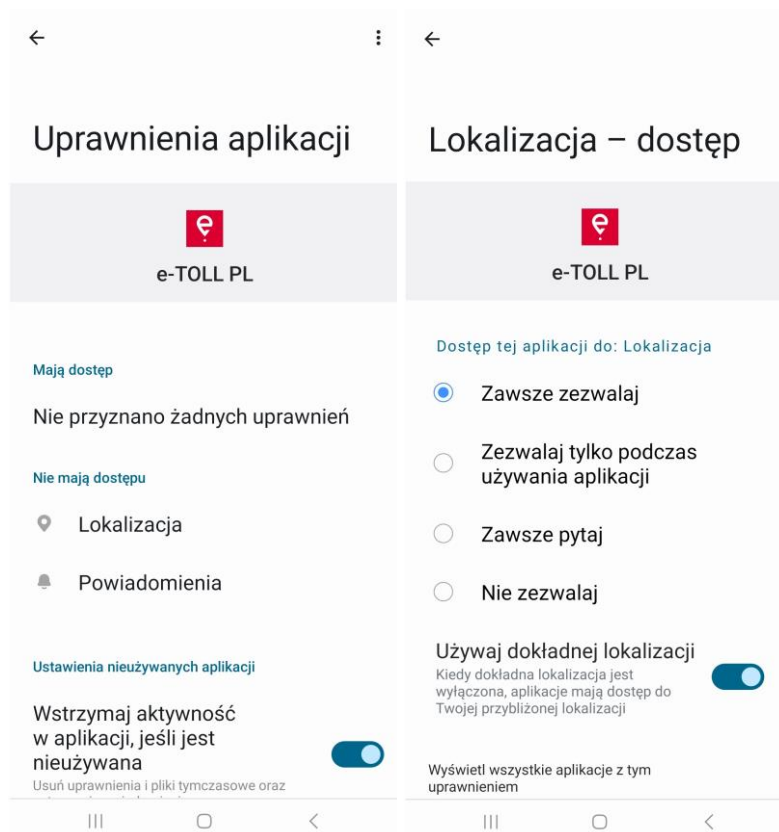 Uprawnienia aplikacji
e-TOLL PL
Mają dostęp
Nie przyznano żadnych uprawnień
Nie mają dostępu
Lokalizacja
Powiadomienia
Ustawienia nieużywanych aplikacji
Wstrzymaj aktywność
w aplikacji, jeśli jest
nieużywana
Usuń uprawnienia i pliki tymczasowe oraz
Lokalizacja – dostęp
e-TOLL PL
Dostęp tej aplikacji do: Lokalizacja
Zawsze zezwalaj
Zezwalaj tylko podczas
używania aplikacji
Zawsze pytaj
Nie zezwalaj
Używaj dokładnej lokalizacji
Kiedy dokładna lokalizacja jest
wyłączona, aplikacje mają dostęp do
Twojej przybliżonej lokalizacji
Wyświetl wszystkie aplikacje z tym
uprawnieniem